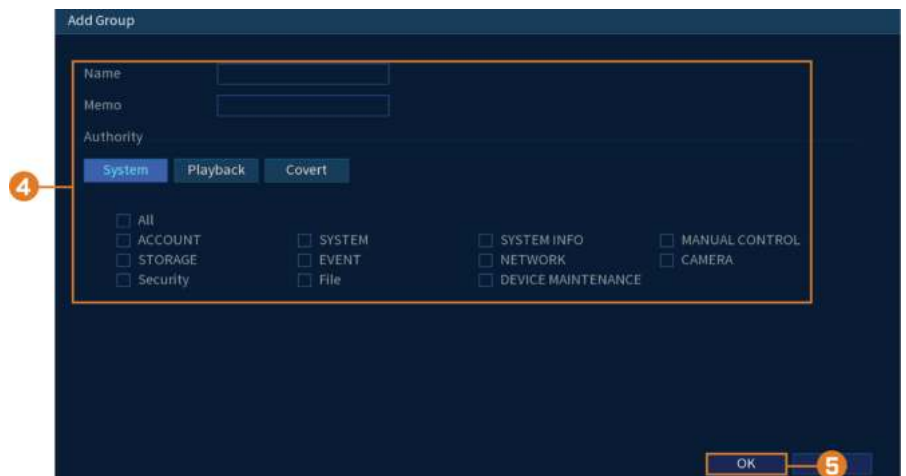 Add Group
Name
Memo
Authority
System Playback Covert
4
All
ACCOUNT SYSTEM SYSTEM INFO MANUAL CONTROL
STORAGE EVENT NETWORK CAMERA
Security File DEVICE MAINTENANCE
OK 5